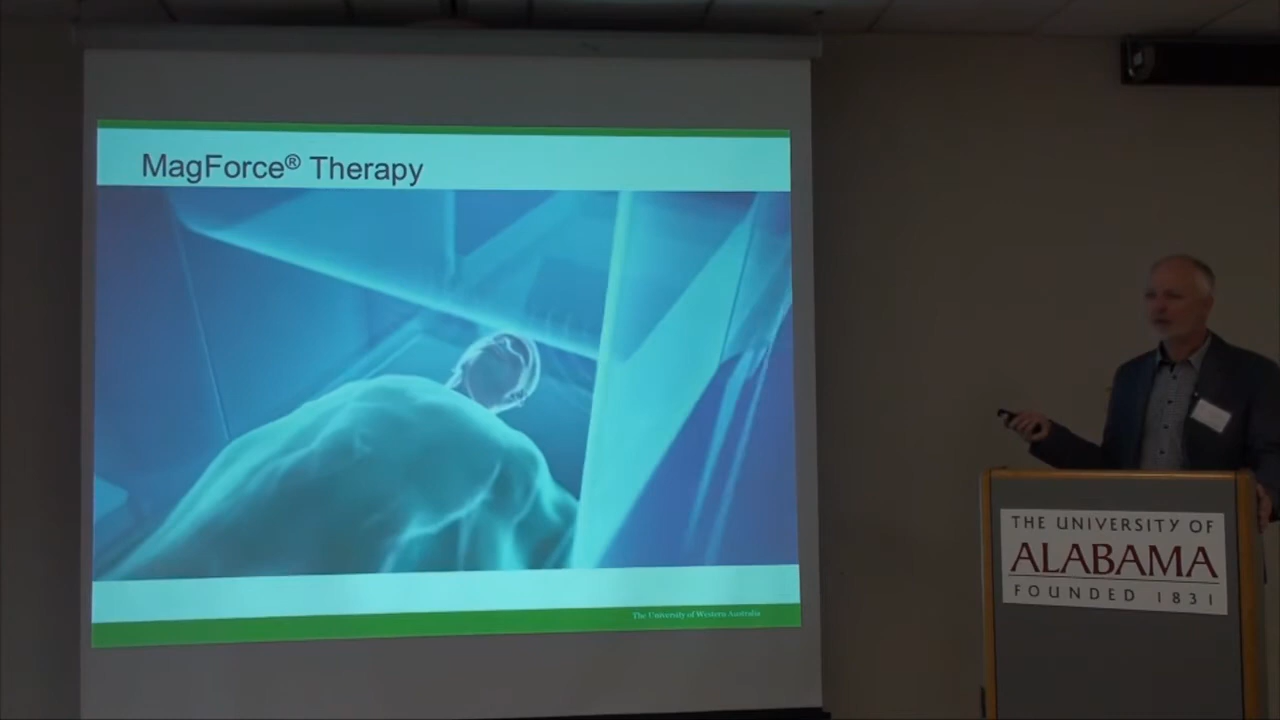 MagForce® Therapy
The University of Western Australia
THE UNIVERSITY OF
ALABAMA
FOUNDED 1831